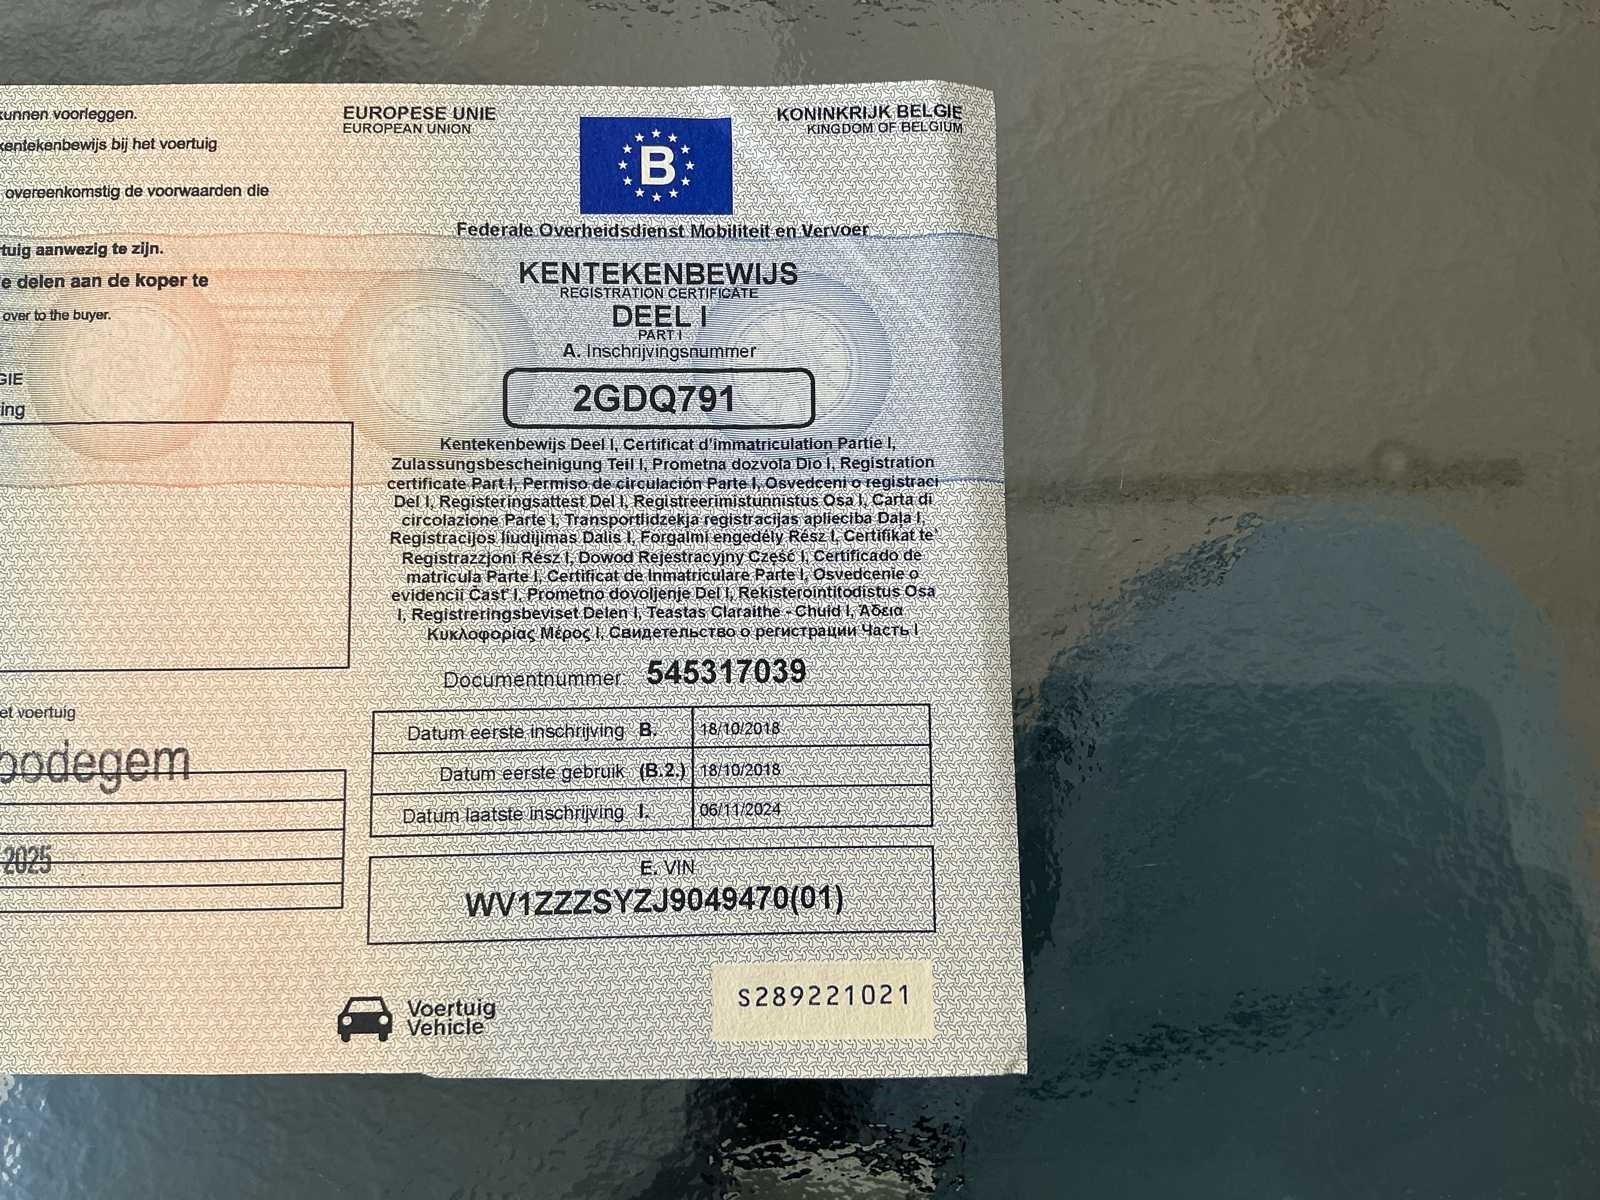 kunnen voorleggen.
kentekenbewijs bij het voertuig
overeenkomstig de voorwaarden die
tuig aanwezig te zijn.
e delen aan de koper te
over to the buyer.
GIE
ing
et voertuig
bodegem
2025
EUROPESE UNIE
EUROPEAN UNION
B
KONINKRIJK BELGIE
KINGDOM OF BELGIUM
Federale Overheidsdienst Mobiliteit en Vervoer
KENTEKENBEWIJS
REGISTRATION CERTIFICATE
DEEL I
PART I
A. Inschrijvingsnummer
2GDQ791
Kentekenbewijs Deel I, Certificat d'immatriculation Partie I,
Zulassungsbescheinigung Teil I, Prometna dozvola Dio I, Registration
certificate Part I, Permiso de circulación Parte I, Osvedceni o registraci
Del I, Registeringsattest Del I, Registreerimistunnistus Osa I, Carta di
circolazione Parte I, Transportlidzekja registracijas aplieciba Daļa I,
Registracijos liudijimas Dalis I, Forgalmi engedély Rész I, Certifikat te'
Registrazzjoni Rész I, Dowod Rejestracyjny Część I, Certificado de
matricula Parte I, Certificat de Inmatriculare Parte I, Osvedcenie o
evidencii Cast' I, Prometno dovoljenje Del I, Rekisterointitodistus Osa
I, Registreringsbeviset Delen I, Teastas Claraithe - Chuid I, Άδεια
Κυκλοφορίας Μέρος I, Свидетельство о регистрации Часть I
Documentnummer 545317039
Datum eerste inschrijving B. 18/10/2018
Datum eerste gebruik (B.2.) 18/10/2018
Datum laatste inschrijving I. 06/11/2024
E. VIN
WV1ZZZSYZJ9049470(01)
Voertuig
Vehicle
S289221021